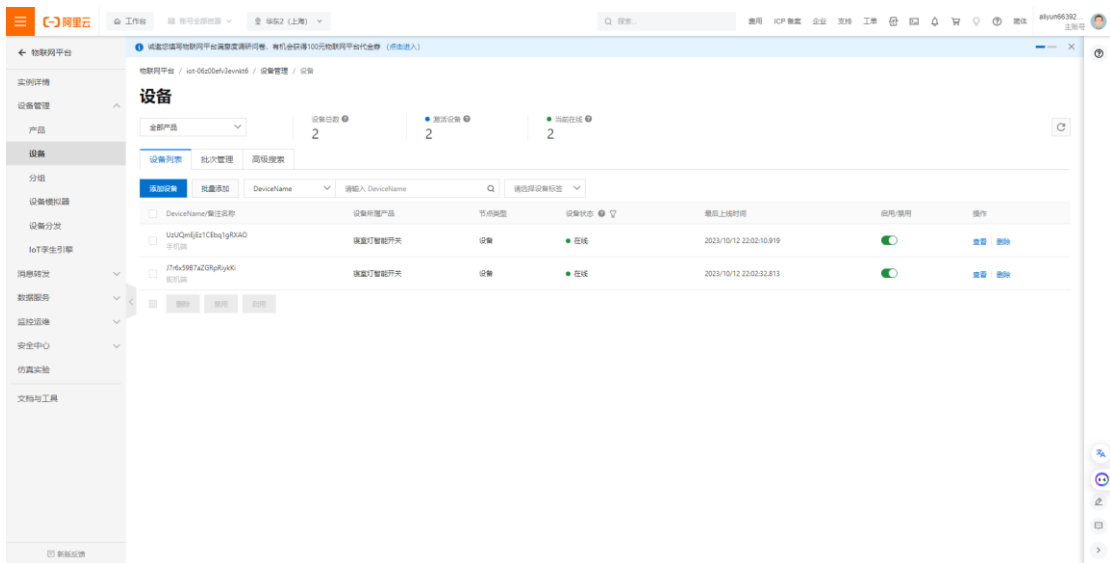 阿里云 工作台 账号全部资源 华东2（上海） 搜索... 费用 ICP 备案 企业 支持 工单 简体 aliyun66392...
主账号
物联网平台
诚邀您填写物联网平台满意度调研问卷，有机会获得100元物联网平台代金券 （点击进入）
物联网平台 / iot-06z00efv3evnkt6 / 设备管理 / 设备
实例详情
设备管理
产品
设备
分组
设备模拟器
设备分发
IoT孪生引擎
消息转发
数据服务
监控运维
安全中心
仿真实验
文档与工具
新版反馈
设备
全部产品
设备总数
2
激活设备
2
当前在线
2
设备列表 批次管理 高级搜索
添加设备 批量添加 DeviceName 请输入 DeviceName 请选择设备标签
DeviceName/备注名称 设备所属产品 节点类型 设备状态 最后上线时间 启用/禁用 操作
UzUQmEjEz1CEbq1gRXAO 寝室灯智能开关 设备 在线 2023/10/12 22:02:10.919 查看 删除
手机端
J7r6x59B7aZGRpRiykKi 寝室灯智能开关 设备 在线 2023/10/12 22:02:32.813 查看 删除
舵机端
删除 禁用 启用